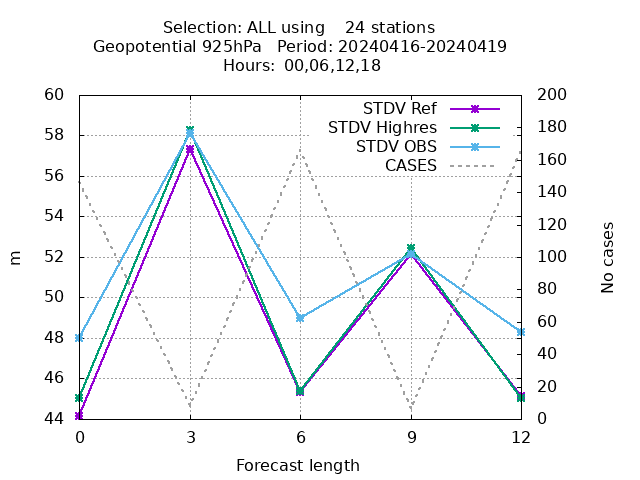 Selection: ALL using    24 stations
Geopotential 925hPa   Period: 20240416-20240419
Hours: 00,06,12,18
60
58
56
54
52
50
48
46
44
m
200
180
160
140
120
100
80
60
40
20
0
No cases
STDV Ref
STDV Highres
STDV OBS
CASES
0 3 6 9 12
Forecast length